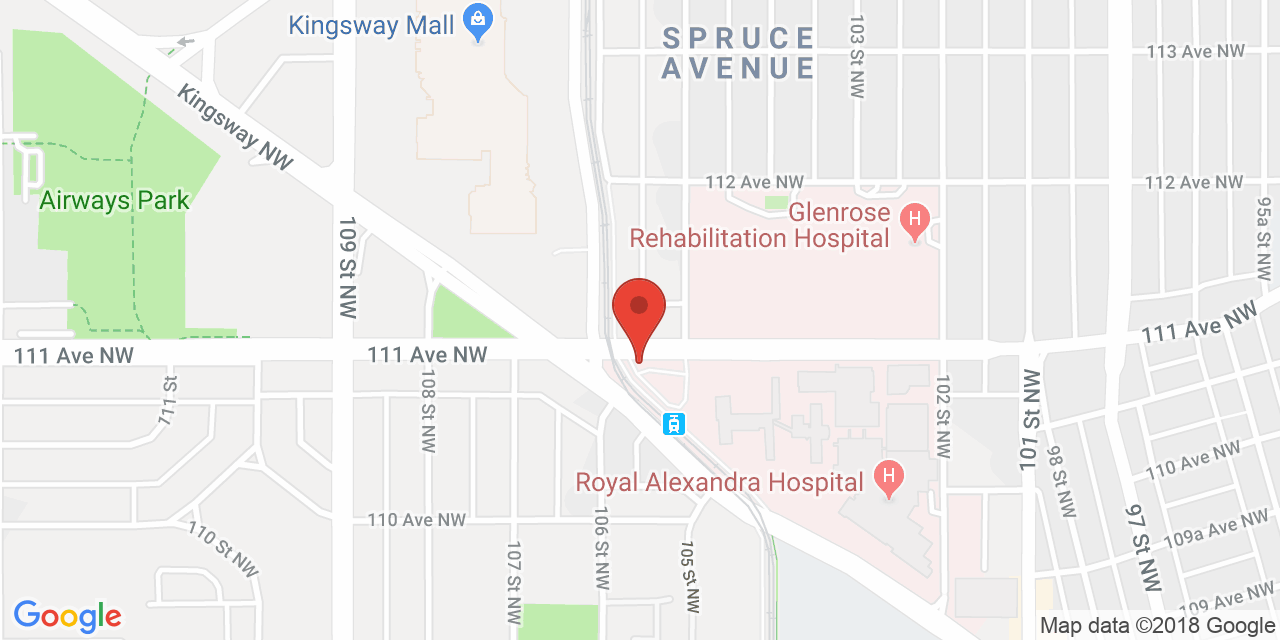 Kingsway Mall
SPRUCE
AVENUE
103 St NW
113 Ave NW
Kingsway NW
112 Ave NW
112 Ave NW
Airways Park
Glenrose
Rehabilitation Hospital
H
95a St NW
109 St NW
111 Ave NW
111 Ave NW
111 Ave NW
711 St
108 St NW
102 St NW
101 St NW
Royal Alexandra Hospital
H
98 St NW
110 Ave NW
110 Ave NW
110 St NW
107 St NW
106 St NW
105 St NW
97 St NW
109a Ave NW
109 Ave NW
Google
Map data ©2018 Google